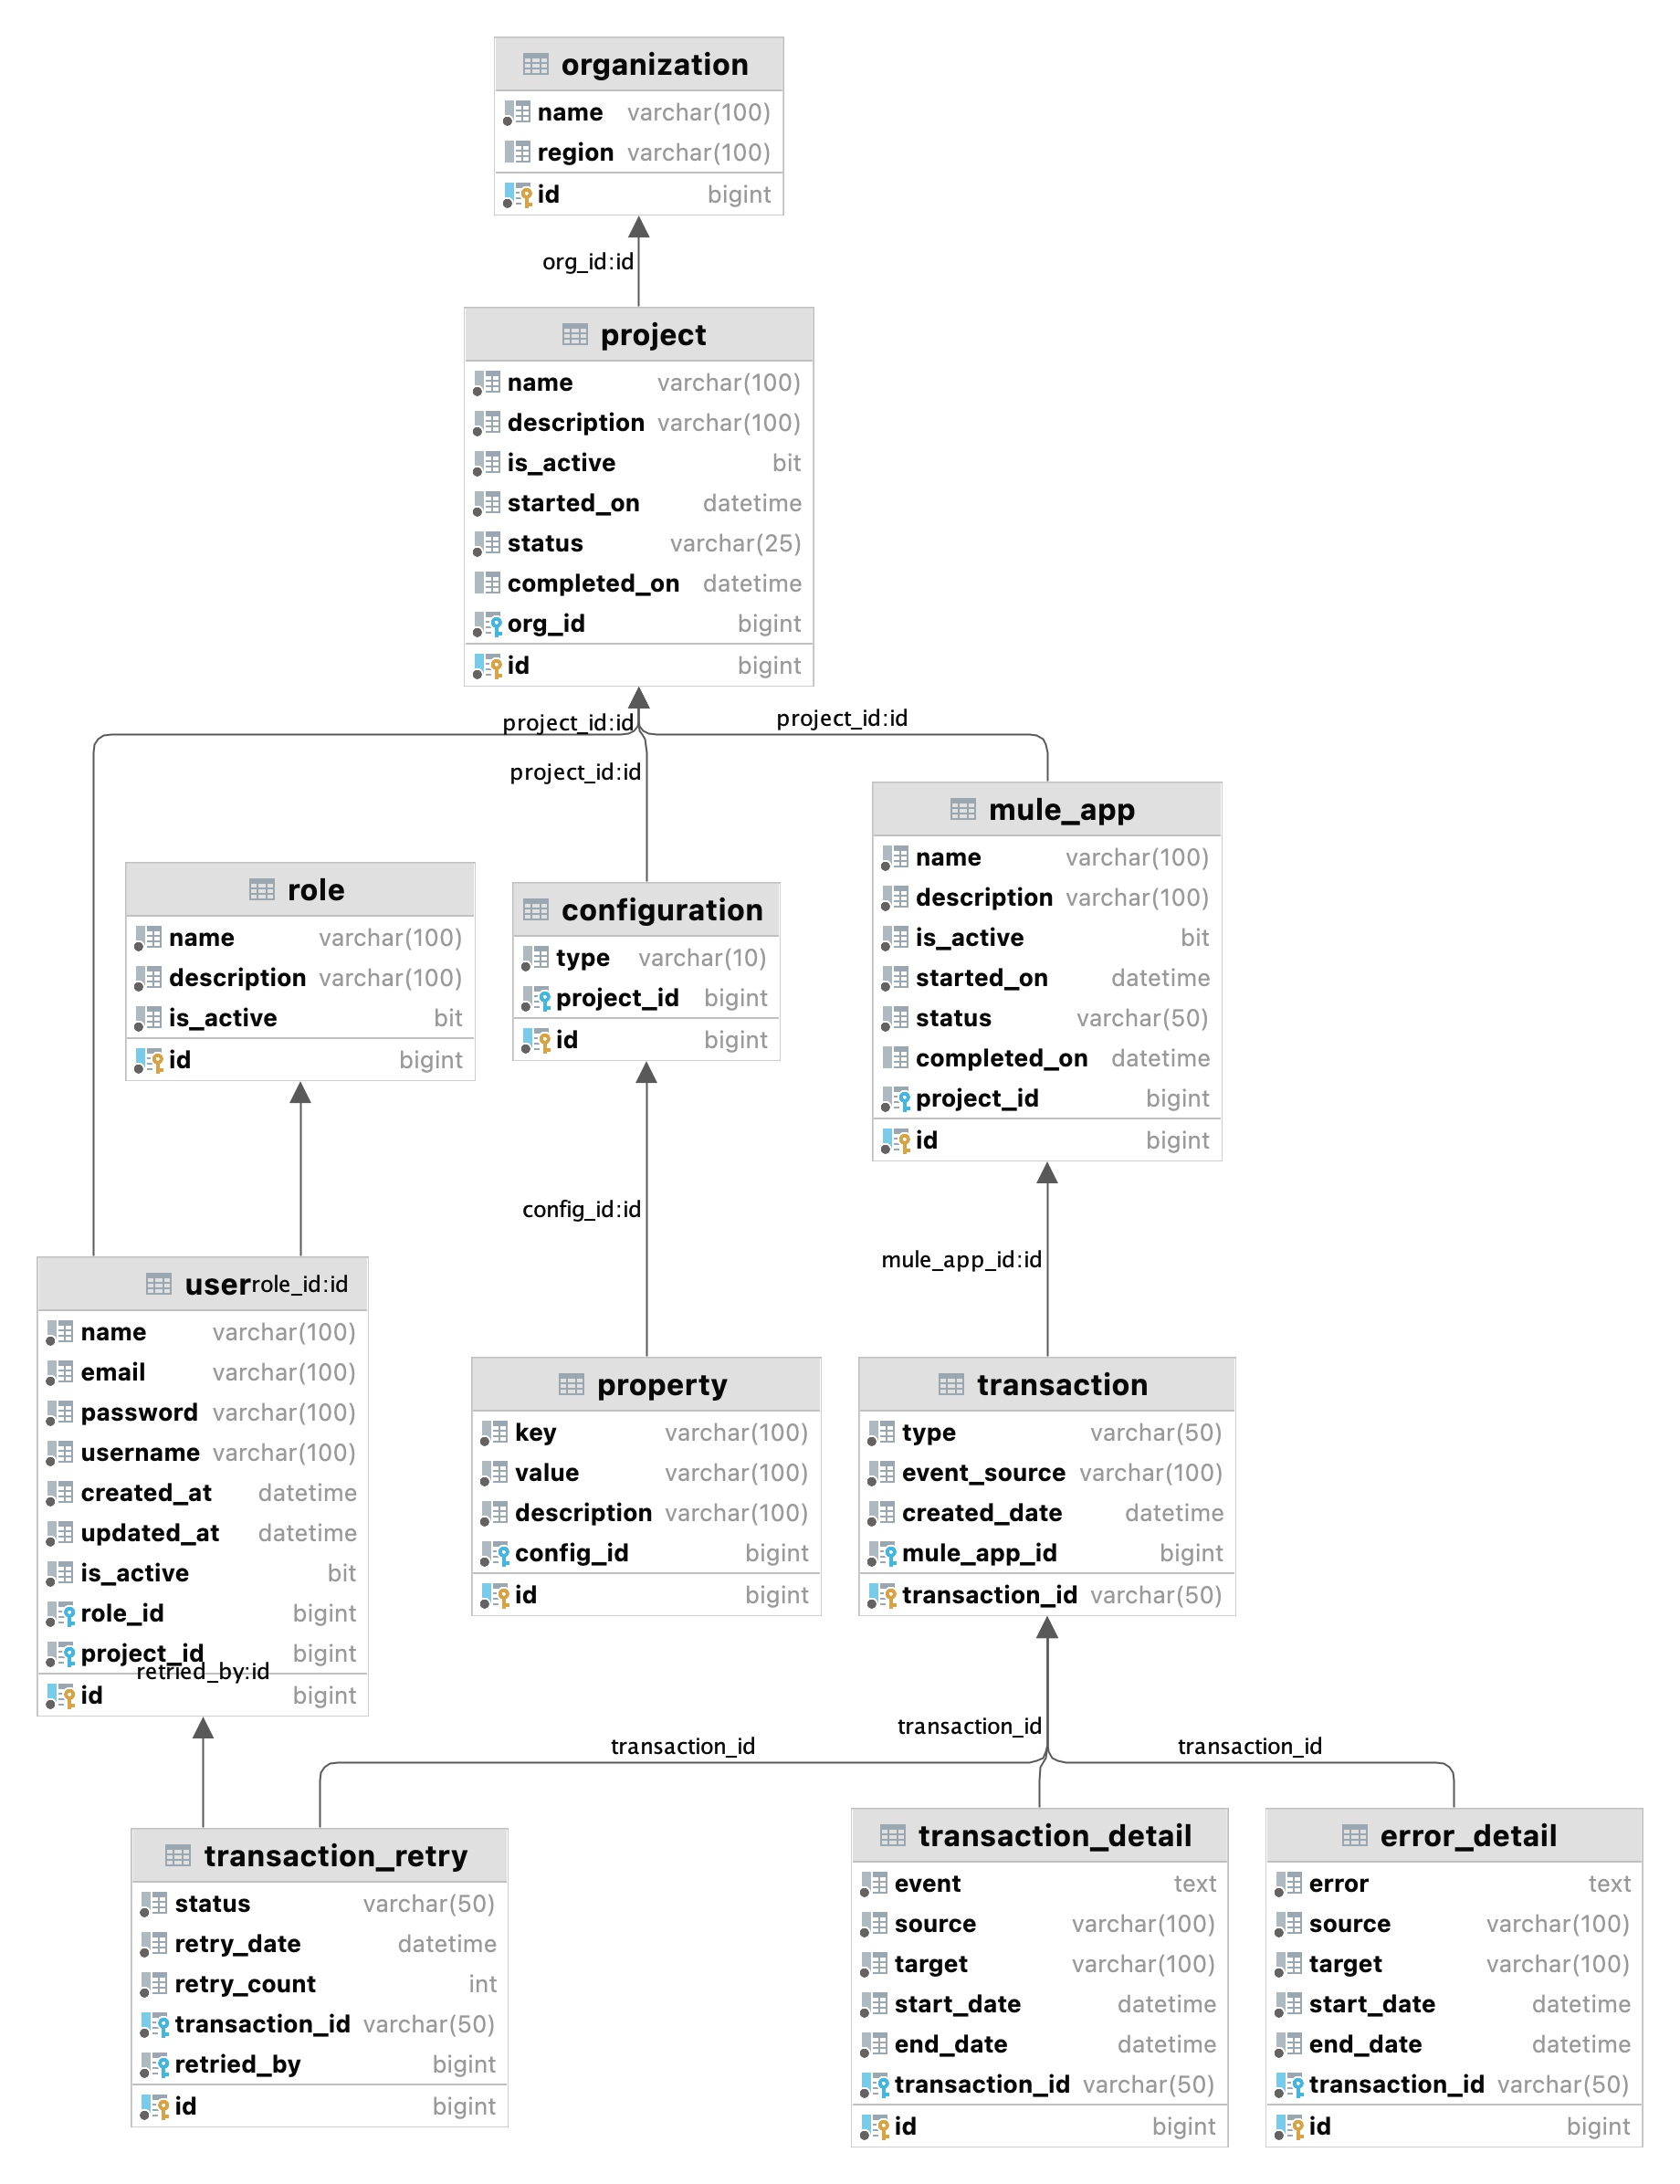 organization
name varchar(100)
region varchar(100)
id bigint
org_id:id
project
name varchar(100)
description varchar(100)
is_active bit
started_on datetime
status varchar(25)
completed_on datetime
org_id bigint
id bigint
project_id:id
project_id:id
project_id:id
mule_app
name varchar(100)
description varchar(100)
is_active bit
started_on datetime
status varchar(50)
completed_on datetime
project_id bigint
id bigint
role
name varchar(100)
description varchar(100)
is_active bit
id bigint
configuration
type varchar(10)
project_id bigint
id bigint
config_id:id
mule_app_id:id
user
role_id:id
name varchar(100)
email varchar(100)
password varchar(100)
username varchar(100)
created_at datetime
updated_at datetime
is_active bit
role_id bigint
project_id bigint
retried_by:id
id bigint
property
key varchar(100)
value varchar(100)
description varchar(100)
config_id bigint
id bigint
transaction
type varchar(50)
event_source varchar(100)
created_date datetime
mule_app_id bigint
transaction_id varchar(50)
transaction_id
transaction_id
transaction_id
transaction_retry
status varchar(50)
retry_date datetime
retry_count int
transaction_id varchar(50)
retried_by bigint
id bigint
transaction_detail
event text
source varchar(100)
target varchar(100)
start_date datetime
end_date datetime
transaction_id varchar(50)
id bigint
error_detail
error text
source varchar(100)
target varchar(100)
start_date datetime
end_date datetime
transaction_id varchar(50)
id bigint